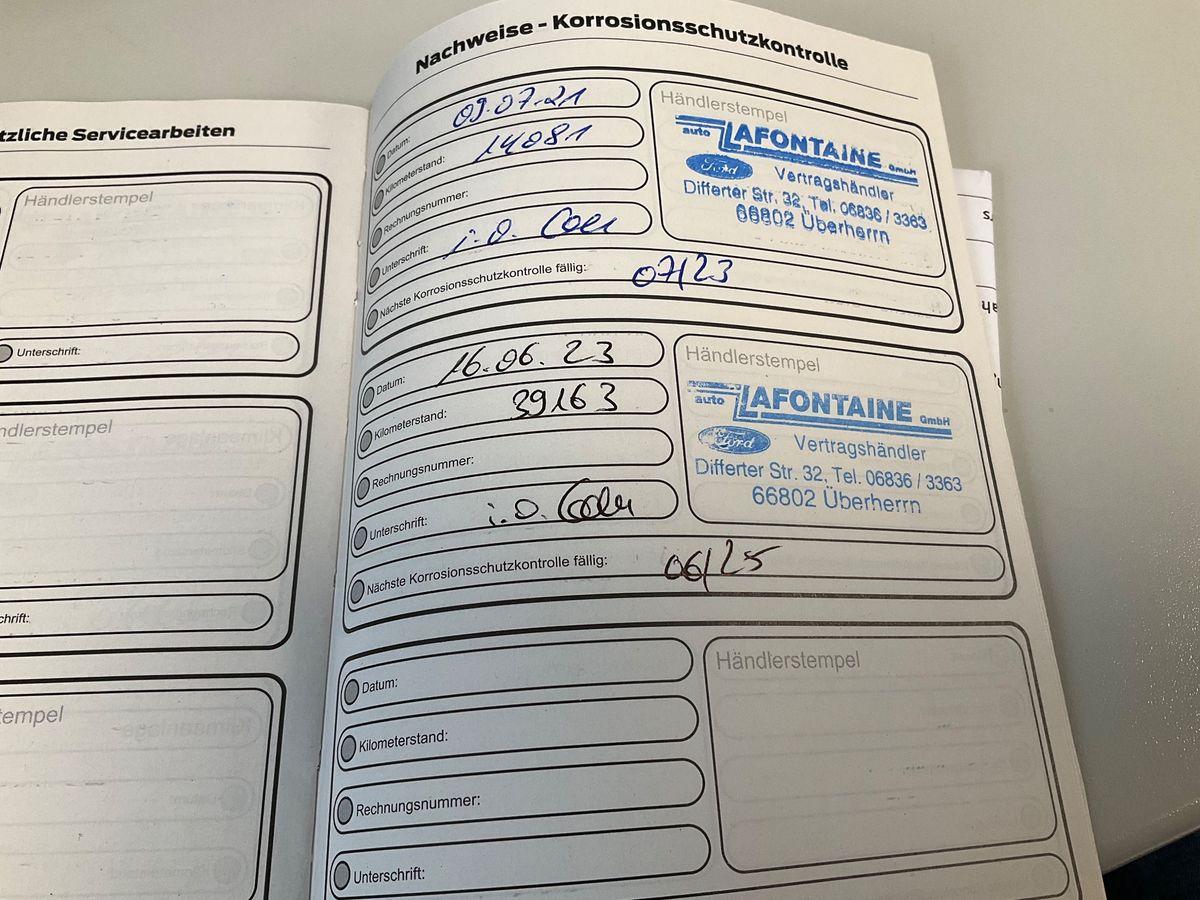 tzliche Servicearbeiten
Händlerstempel
Unterschrift:
ndlerstempel
chrift:
tempel
Nachweise - Korrosionsschutzkontrolle
Datum: 09.07.21
Kilometerstand: 14081
Rechnungsnummer:
Unterschrift: i.O.
Nächste Korrosionsschutzkontrolle fällig: 07/23
Händlerstempel
auto LAFONTAINE GmbH
Ford Vertragshändler
Differter Str. 32, Tel. 06836 / 3363
66802 Überherrn
Datum: 16.06.23
Kilometerstand: 39163
Rechnungsnummer:
Unterschrift: i.O.
Nächste Korrosionsschutzkontrolle fällig: 06/25
Händlerstempel
auto LAFONTAINE GmbH
Ford Vertragshändler
Differter Str. 32, Tel. 06836 / 3363
66802 Überherrn
Datum:
Kilometerstand:
Rechnungsnummer:
Unterschrift:
Händlerstempel